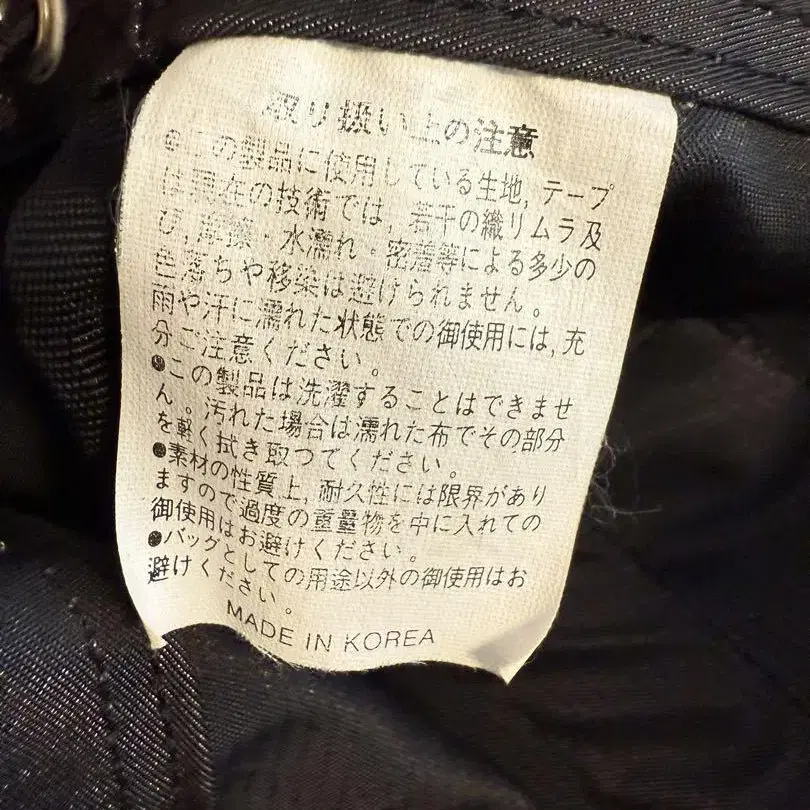 取り扱い上の注意
●この製品に使用している生地,テープ
は現在の技術では,若干の織リムラ及
び,摩擦・水濡れ・密着等による多少の
色落ちや移染は避けられません。
雨や汗に濡れた状態での御使用には,充
分ご注意ください。
●この製品は洗濯することはできませ
ん。汚れた場合は濡れた布でその部分
を軽く拭き取つてください。
●素材の性質上,耐久性には限界があり
ますので過度の重量物を中に入れての
御使用はお避けください。
●バッグとしての用途以外の御使用はお
避けください。
MADE IN KOREA